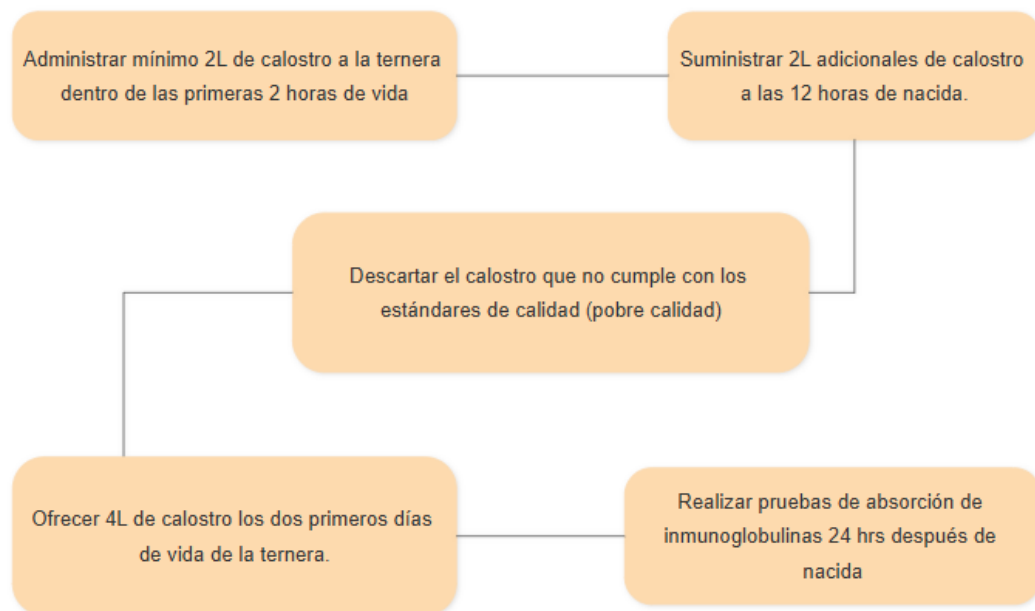 Administrar mínimo 2L de calostro a la ternera
dentro de las primeras 2 horas de vida
Suministrar 2L adicionales de calostro
a las 12 horas de nacida.
Descartar el calostro que no cumple con los
estándares de calidad (pobre calidad)
Ofrecer 4L de calostro los dos primeros días
de vida de la ternera.
Realizar pruebas de absorción de
inmunoglobulinas 24 hrs después de
nacida